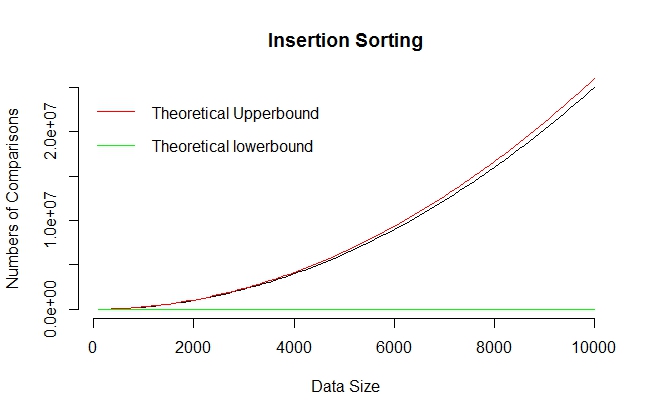 Insertion Sorting
Numbers of Comparisons
2.0e+07
1.0e+07
0.0e+00
Theoretical Upperbound
Theoretical lowerbound
0 2000 4000 6000 8000 10000
Data Size